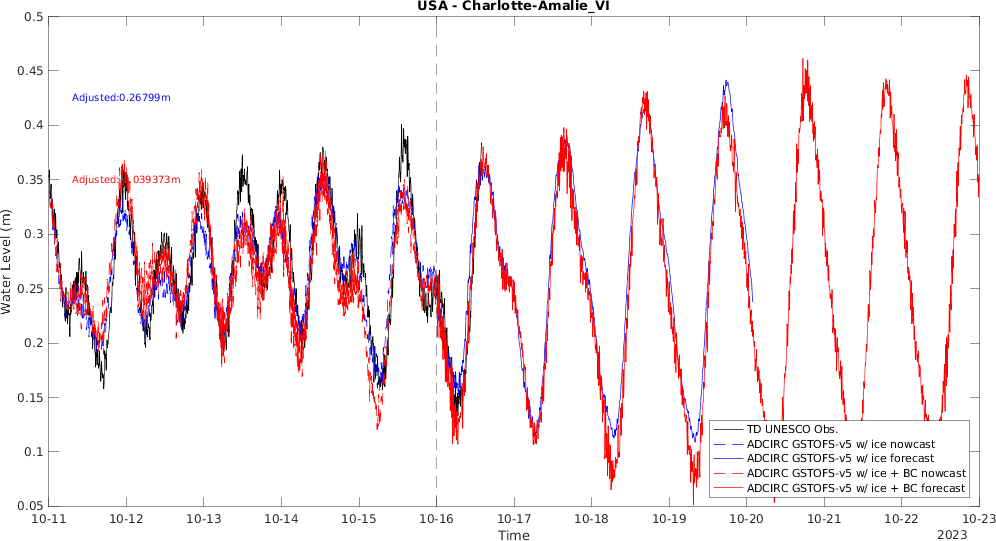 USA - Charlotte-Amalie_VI
0.5
0.45
0.4
0.35
0.3
0.25
0.2
0.15
0.1
0.05
Water Level (m)
Adjusted:0.26799m
Adjusted: 039373m
TD UNESCO Obs.
ADCIRC GSTOFS-v5 w/ ice nowcast
ADCIRC GSTOFS-v5 w/ ice forecast
ADCIRC GSTOFS-v5 w/ ice + BC nowcast
ADCIRC GSTOFS-v5 w/ ice + BC forecast
10-11 10-12 10-13 10-14 10-15 10-16 10-17 10-18 10-19 10-20 10-21 10-22 10-23
Time
2023